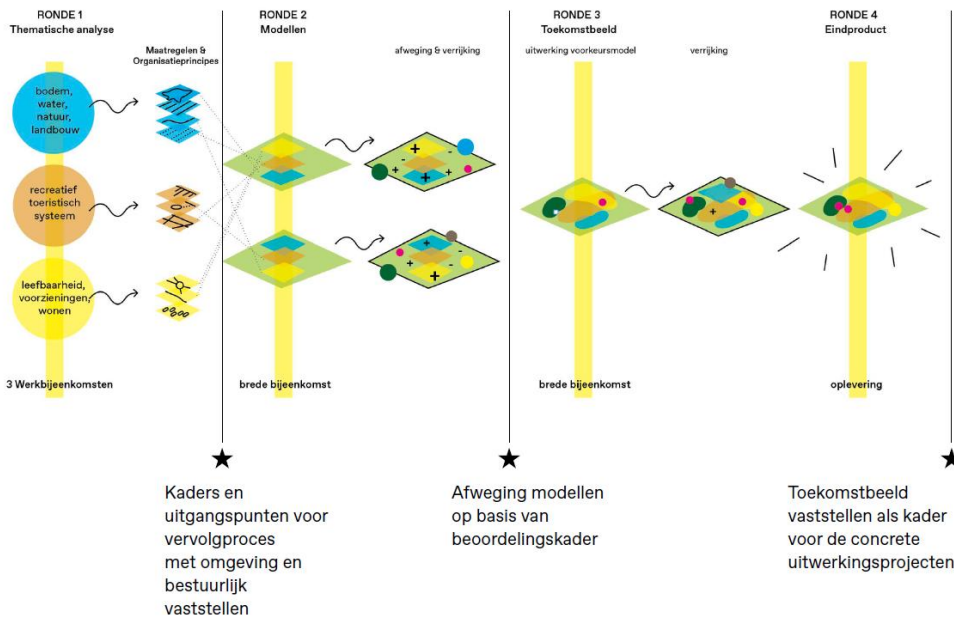 RONDE 1
Thematische analyse
Maatregelen &
Organisatieprincipes
bodem,
water,
natuur,
landbouw
recreatief
toeristisch
systeem
leefbaarheid,
voorzieningen,
wonen
3 Werkbijeenkomsten
RONDE 2
Modellen
afweging & verrijking
brede bijeenkomst
RONDE 3
Toekomstbeeld
uitwerking voorkeursmodel
verrijking
brede bijeenkomst
RONDE 4
Eindproduct
oplevering
Kaders en
uitgangspunten voor
vervolgproces
met omgeving en
bestuurlijk
vaststellen
Afweging modellen
op basis van
beoordelingskader
Toekomstbeeld
vaststellen als kader
voor de concrete
uitwerkingsprojecten